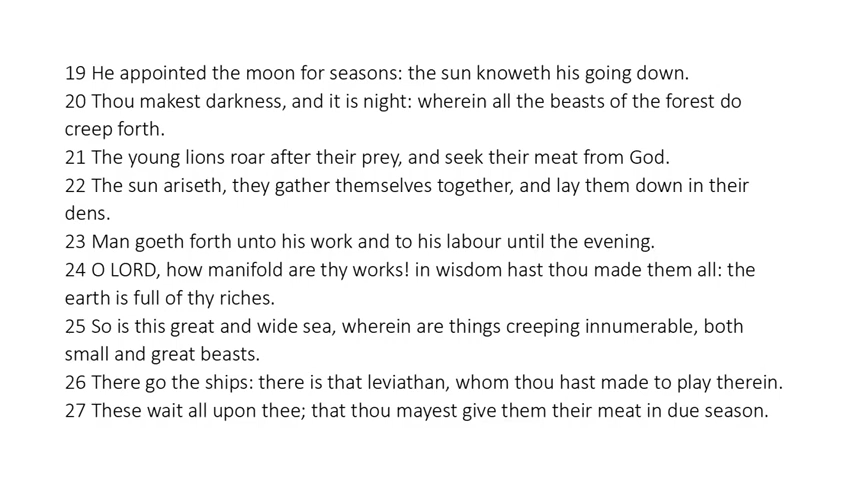 19 He appointed the moon for seasons: the sun knoweth his going down.
20 Thou makest darkness, and it is night: wherein all the beasts of the forest do
creep forth.
21 The young lions roar after their prey, and seek their meat from God.
22 The sun ariseth, they gather themselves together, and lay them down in their
dens.
23 Man goeth forth unto his work and to his labour until the evening.
24 O LORD, how manifold are thy works! in wisdom hast thou made them all: the
earth is full of thy riches.
25 So is this great and wide sea, wherein are things creeping innumerable, both
small and great beasts.
26 There go the ships: there is that leviathan, whom thou hast made to play therein.
27 These wait all upon thee; that thou mayest give them their meat in due season.